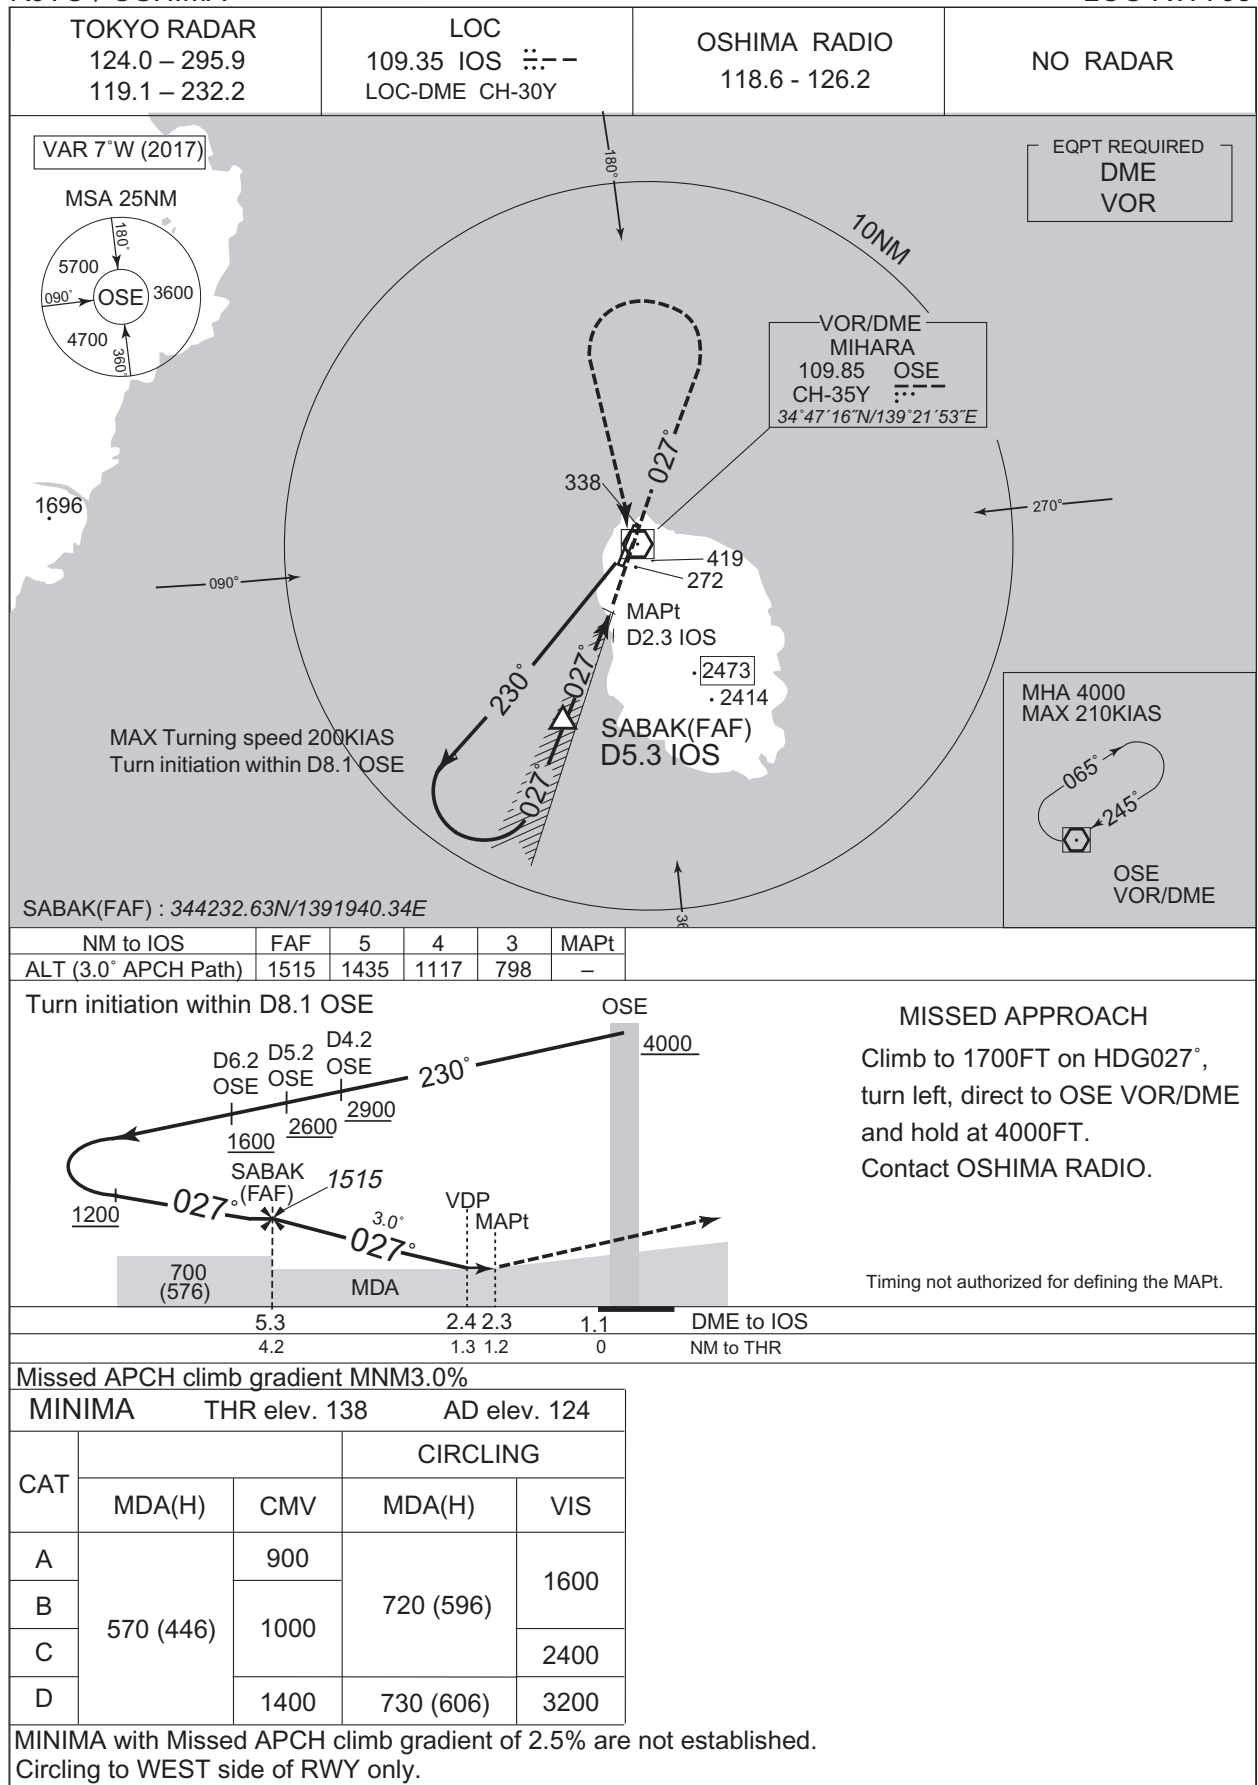 TOKYO RADAR
124.0 – 295.9
119.1 – 232.2
LOC
109.35 IOS
LOC-DME CH-30Y
OSHIMA RADIO
118.6 - 126.2
NO RADAR
VAR 7˚W (2017)
MSA 25NM
180˚
5700
090˚
OSE
3600
4700
360˚
180˚
EQPT REQUIRED
DME
VOR
10NM
VOR/DME
MIHARA
109.85 OSE
CH-35Y
34˚47´16˝N/139˚21´53˝E
027˚
338
1696
270˚
419
272
090˚
MAPt
D2.3 IOS
2473
2414
230˚
027˚
SABAK(FAF)
D5.3 IOS
027˚
MAX Turning speed 200KIAS
Turn initiation within D8.1 OSE
MHA 4000
MAX 210KIAS
065˚
245˚
OSE
VOR/DME
36
SABAK(FAF) : 344232.63N/1391940.34E
NM to IOS FAF 5 4 3 MAPt
ALT (3.0˚ APCH Path) 1515 1435 1117 798 –
Turn initiation within D8.1 OSE
OSE
4000
D6.2
OSE
D5.2
OSE
D4.2
OSE
230˚
2900
2600
1600
SABAK
(FAF)
1515
1200
027˚
3.0˚
027˚
VDP
MAPt
700
(576)
MDA
MISSED APPROACH
Climb to 1700FT on HDG027˚,
turn left, direct to OSE VOR/DME
and hold at 4000FT.
Contact OSHIMA RADIO.
Timing not authorized for defining the MAPt.
5.3 2.4 2.3 1.1 DME to IOS
4.2 1.3 1.2 0 NM to THR
Missed APCH climb gradient MNM3.0%
MINIMA THR elev. 138 AD elev. 124
CAT
CIRCLING
MDA(H) CMV MDA(H) VIS
A 900
B 570 (446) 1000 720 (596) 1600
C 2400
D 1400 730 (606) 3200
MINIMA with Missed APCH climb gradient of 2.5% are not established.
Circling to WEST side of RWY only.